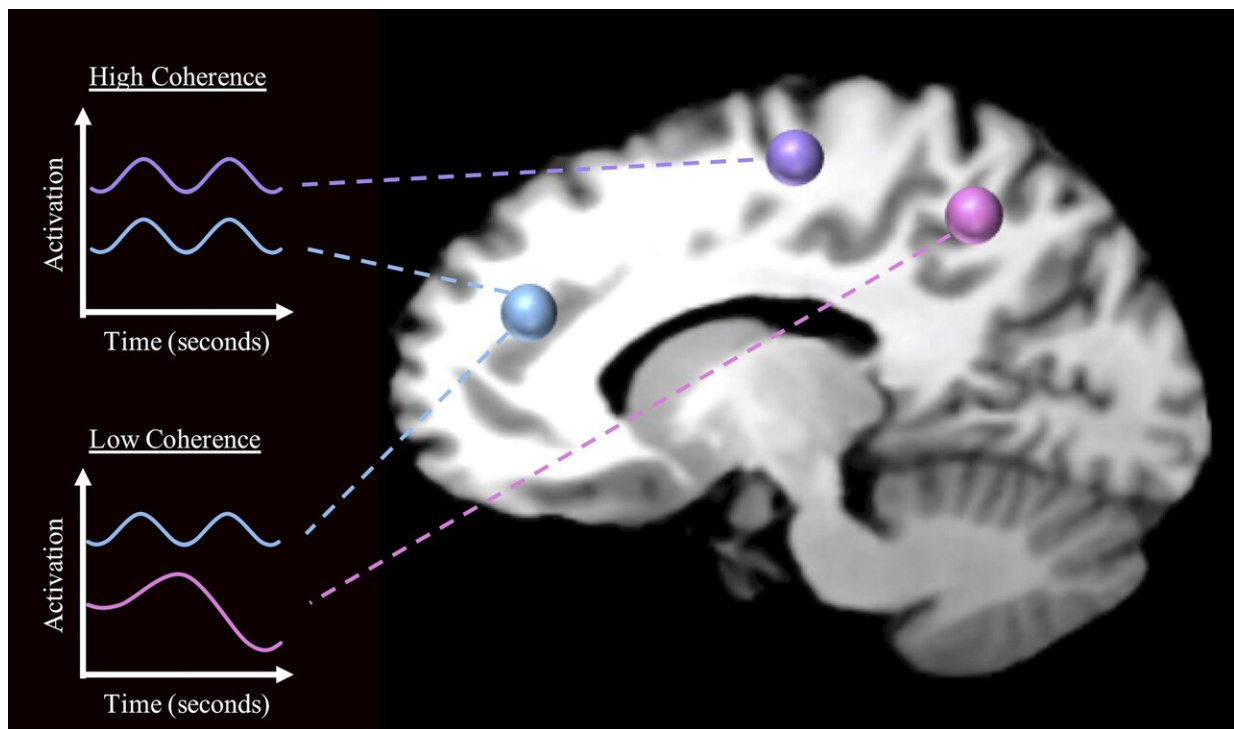 High Coherence
Activation
Time (seconds)
Low Coherence
Activation
Time (seconds)